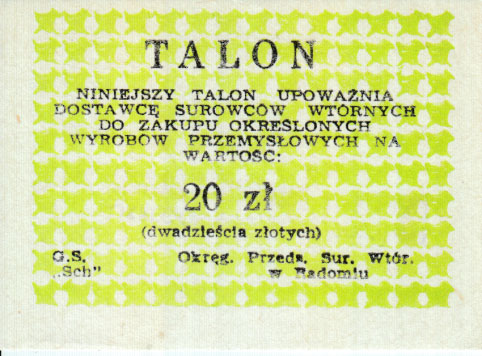 TALON
NINIEJSZY TALON UPOWAŻNIA
DOSTAWCĘ SUROWCÓW WTÓRNYCH
DO ZAKUPU OKREŚLONYCH
WYROBÓW PRZEMYSŁOWYCH NA
WARTOŚĆ:
20 zł
(dwadzieścia złotych)
G.S. Okręg. Przeds. Sur. Wtór.
„Sch” w Radomiu